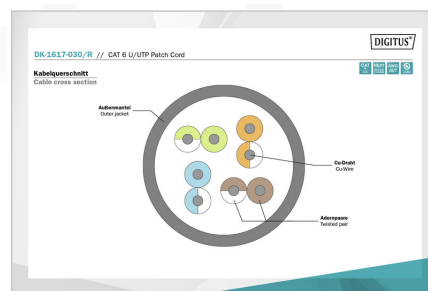 DIGITUS®
DK-1617-030/R // CAT 6 U/UTP Patch Cord
Kabelquerschnitt
Cable cross section
Außenmantel
Outer jacket
Cu-Draht
Cu-Wire
Aderepaare
Twisted pair